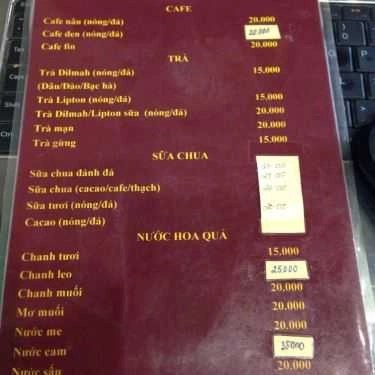 CAFE
Cafe nâu (nóng/đá) 20.000
Cafe đen (nóng/đá) 20.000
Cafe fin 20.000
TRÀ
Trà Dilmah (nóng/đá) 15.000
(Dâu/Đào/Bạc hà)
Trà Lipton (nóng/đá) 15.000
Trà Dilmah/Lipton sữa (nóng/đá) 20.000
Trà mạn 20.000
Trà gừng 15.000
SỮA CHUA
Sữa chua đánh đá
Sữa chua (cacao/cafe/thạch)
Sữa tươi (nóng/đá)
Cacao (nóng/đá)
NƯỚC HOA QUẢ
Chanh tươi 15.000
Chanh leo 25.000
Chanh muối 20.000
Mơ muối 20.000
Nước me 20.000
Nước cam 35000
Nước sấu 20.000